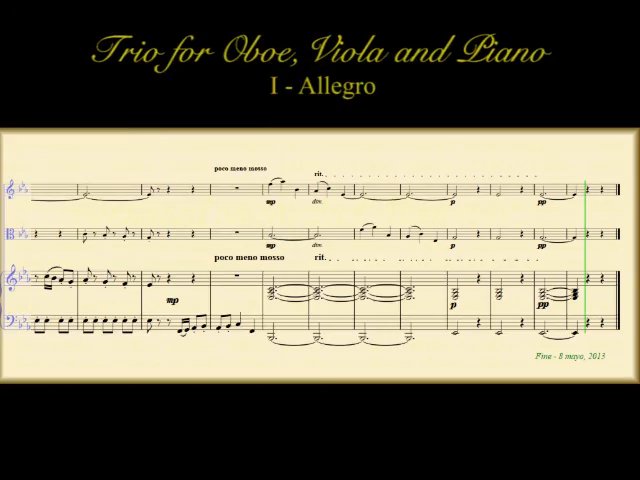 Trio for Oboe, Viola and Piano
I - Allegro
poco meno mosso
rit.
mp
dim.
p
pp
mp
dim.
p
pp
poco meno mosso
rit.
mp
p
pp
Fine - 8 mayo, 2013